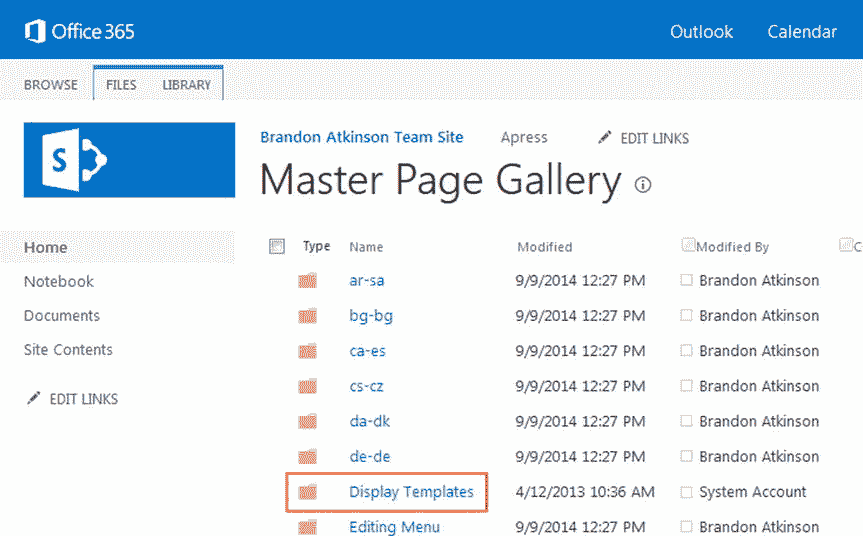 Office 365 Outlook Calendar
BROWSE FILES LIBRARY
S
Brandon Atkinson Team Site Apress EDIT LINKS
Master Page Gallery
Home
Notebook
Documents
Site Contents
EDIT LINKS
Type Name Modified Modified By C
ar-sa 9/9/2014 12:27 PM Brandon Atkinson
bg-bg 9/9/2014 12:27 PM Brandon Atkinson
ca-es 9/9/2014 12:27 PM Brandon Atkinson
cs-cz 9/9/2014 12:27 PM Brandon Atkinson
da-dk 9/9/2014 12:27 PM Brandon Atkinson
de-de 9/9/2014 12:27 PM Brandon Atkinson
Display Templates 4/12/2013 10:36 AM System Account
Editing Menu 9/9/2014 12:27 PM Brandon Atkinson